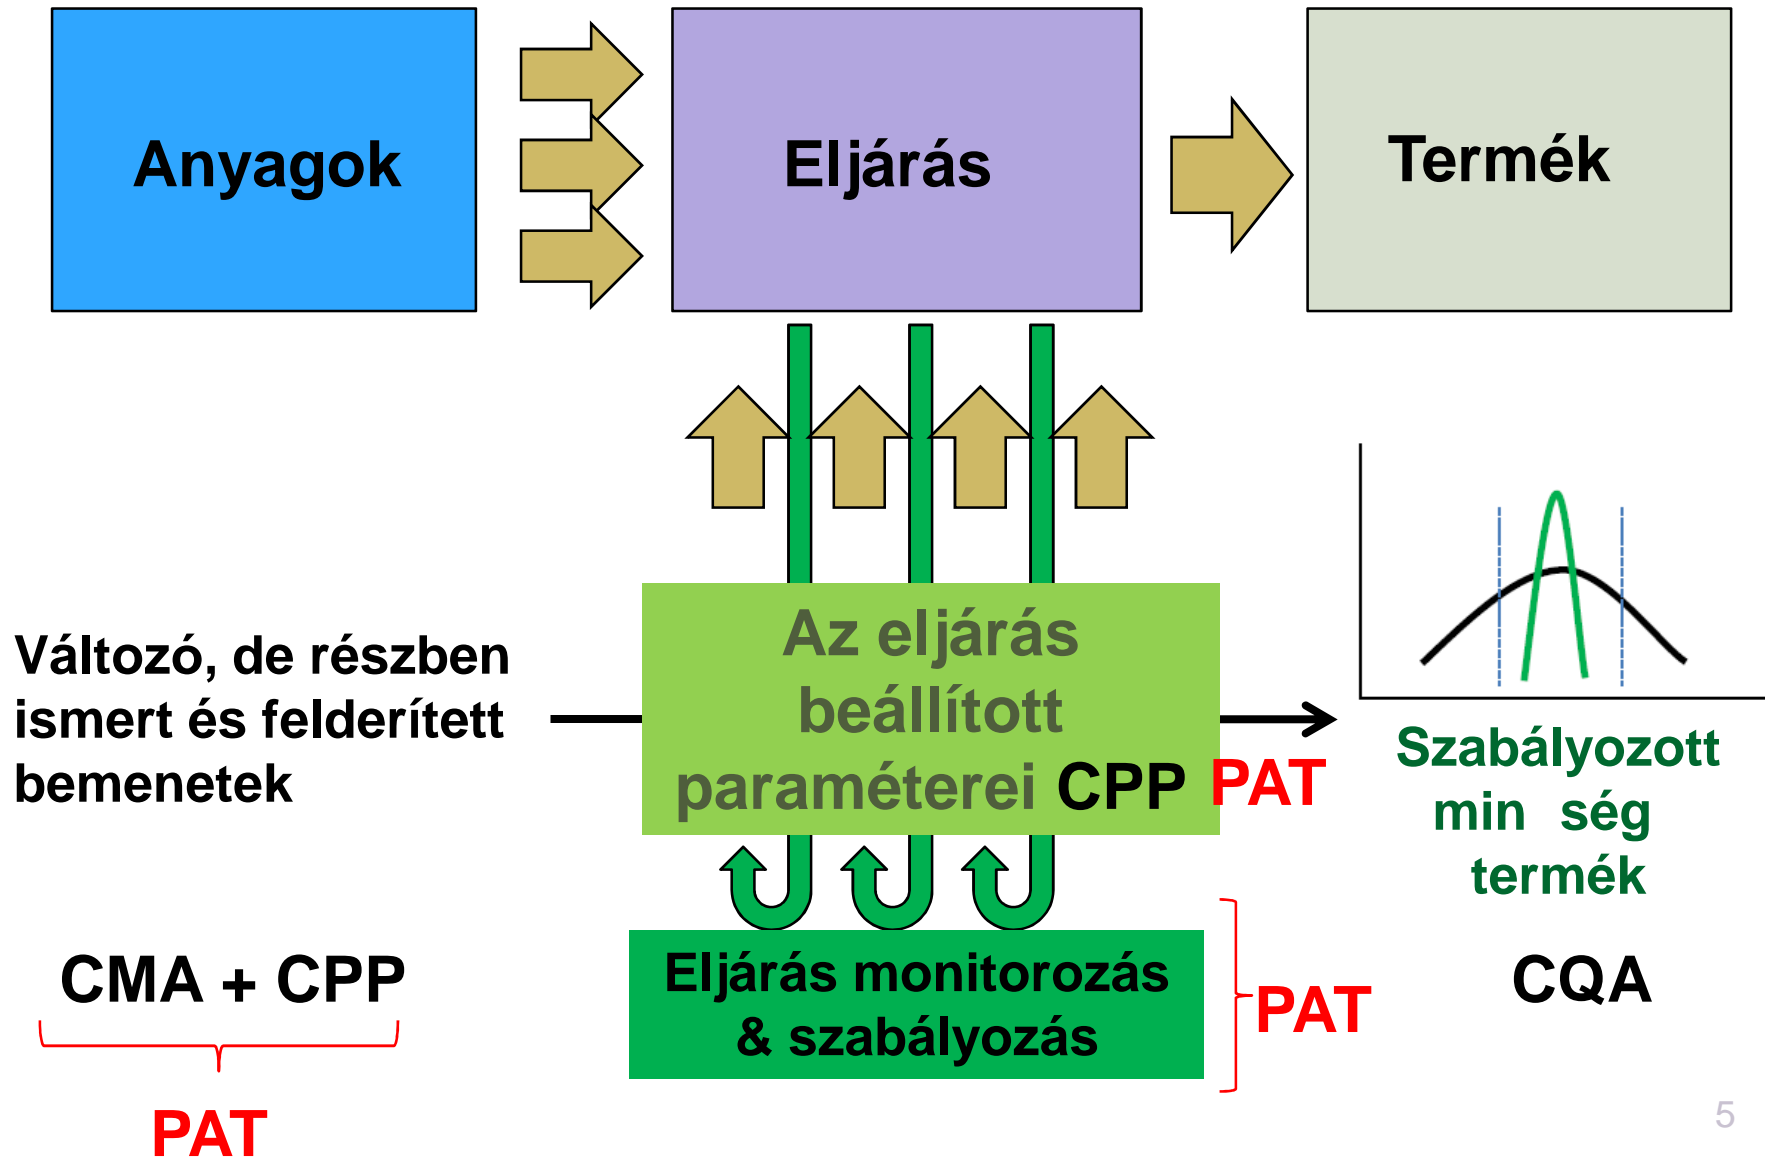 Anyagok
Eljárás
Termék
Az eljárás
beállított
paraméterei CPP
PAT
Változó, de részben
ismert és felderített
bemenetek
Szabályozott
min ség
termék
CMA + CPP
PAT
Eljárás monitorozás
& szabályozás
PAT
CQA
5